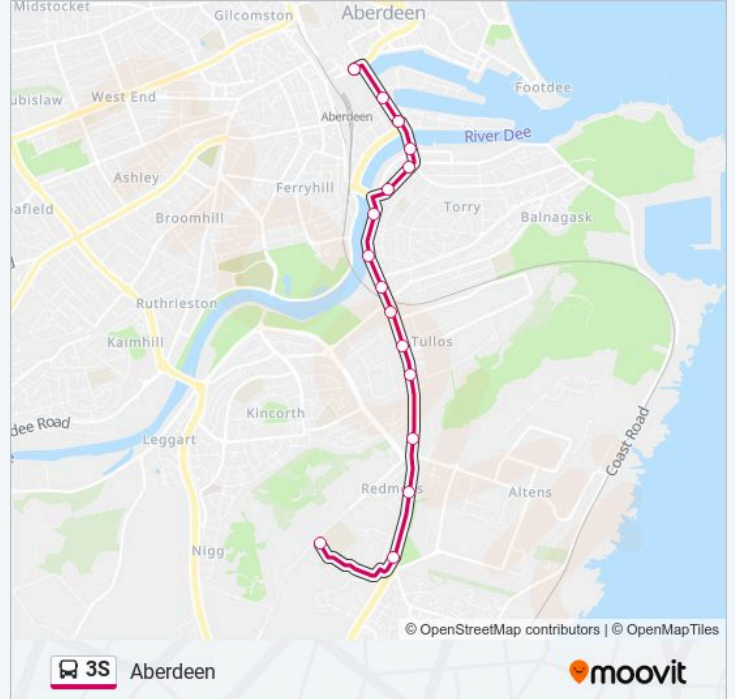 Midstocket
Gilcomston
Aberdeen
ubislaw
West End
Footdee
Aberdeen
River Dee
Ashley
Ferryhill
Torry
eafield
Broomhill
Balnagask
Ruthrieston
Kaimhill
Tullos
Kincorth
dee Road
Leggart
Coast Road
Redm
s
Altens
Nigg
© OpenStreetMap contributors | © OpenMapTiles
3S
Aberdeen
moovit